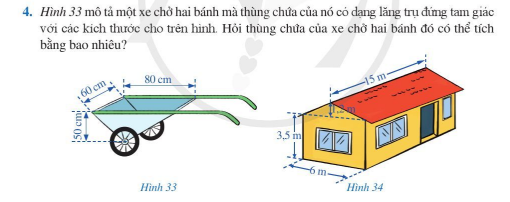 4. Hình 33 mô tả một xe chở hai bánh mà thùng chứa của nó có dạng lăng trụ đứng tam giác
với các kích thước cho trên hình. Hỏi thùng chứa của xe chở hai bánh đó có thể tích
bằng bao nhiêu?
60 cm
80 cm
50 cm
15 m
3,5 m
6 m
Hình 33
Hình 34